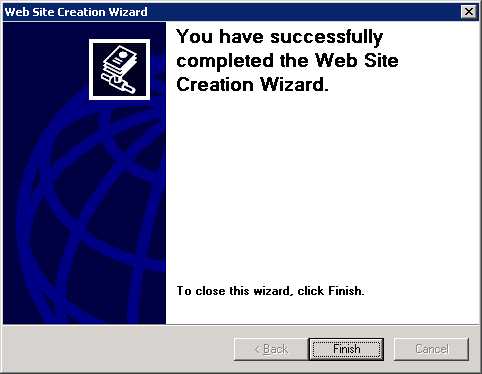 Web Site Creation Wizard
You have successfully
completed the Web Site
Creation Wizard.
To close this wizard, click Finish.
< Back
Finish
Cancel